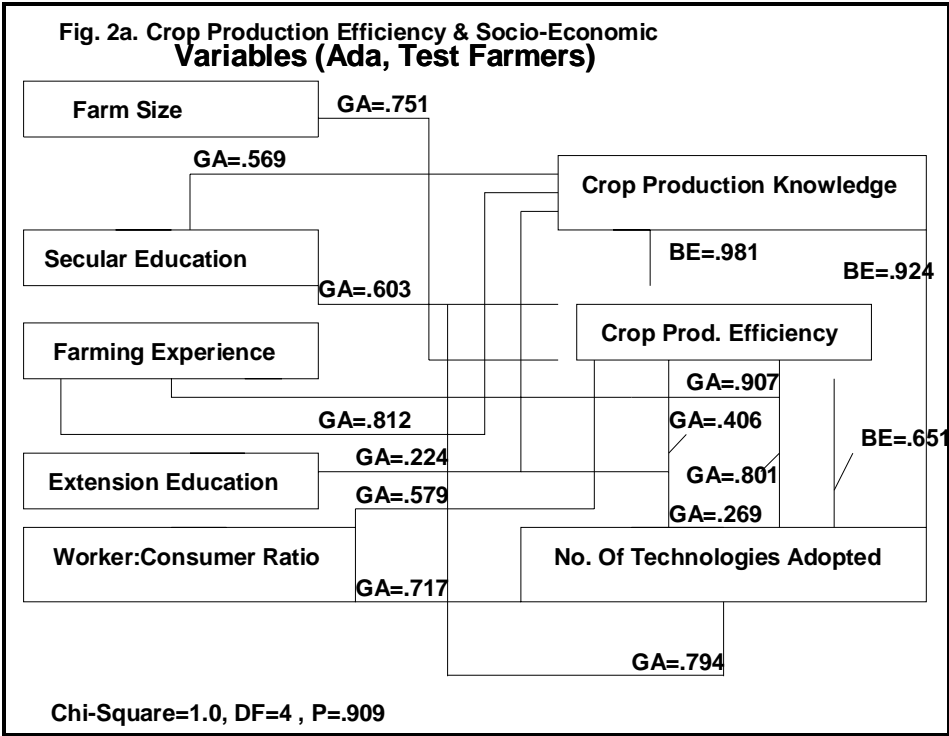 Fig. 2a. Crop Production Efficiency & Socio-Economic
Variables (Ada, Test Farmers)
Farm Size
GA=.751
GA=.569
Crop Production Knowledge
Secular Education
BE=.981
BE=.924
GA=.603
Crop Prod. Efficiency
Farming Experience
GA=.907
GA=.812
GA=.406
BE=.651
GA=.224
Extension Education
GA=.801
GA=.579
GA=.269
Worker:Consumer Ratio
No. Of Technologies Adopted
GA=.717
GA=.794
Chi-Square=1.0, DF=4 , P=.909